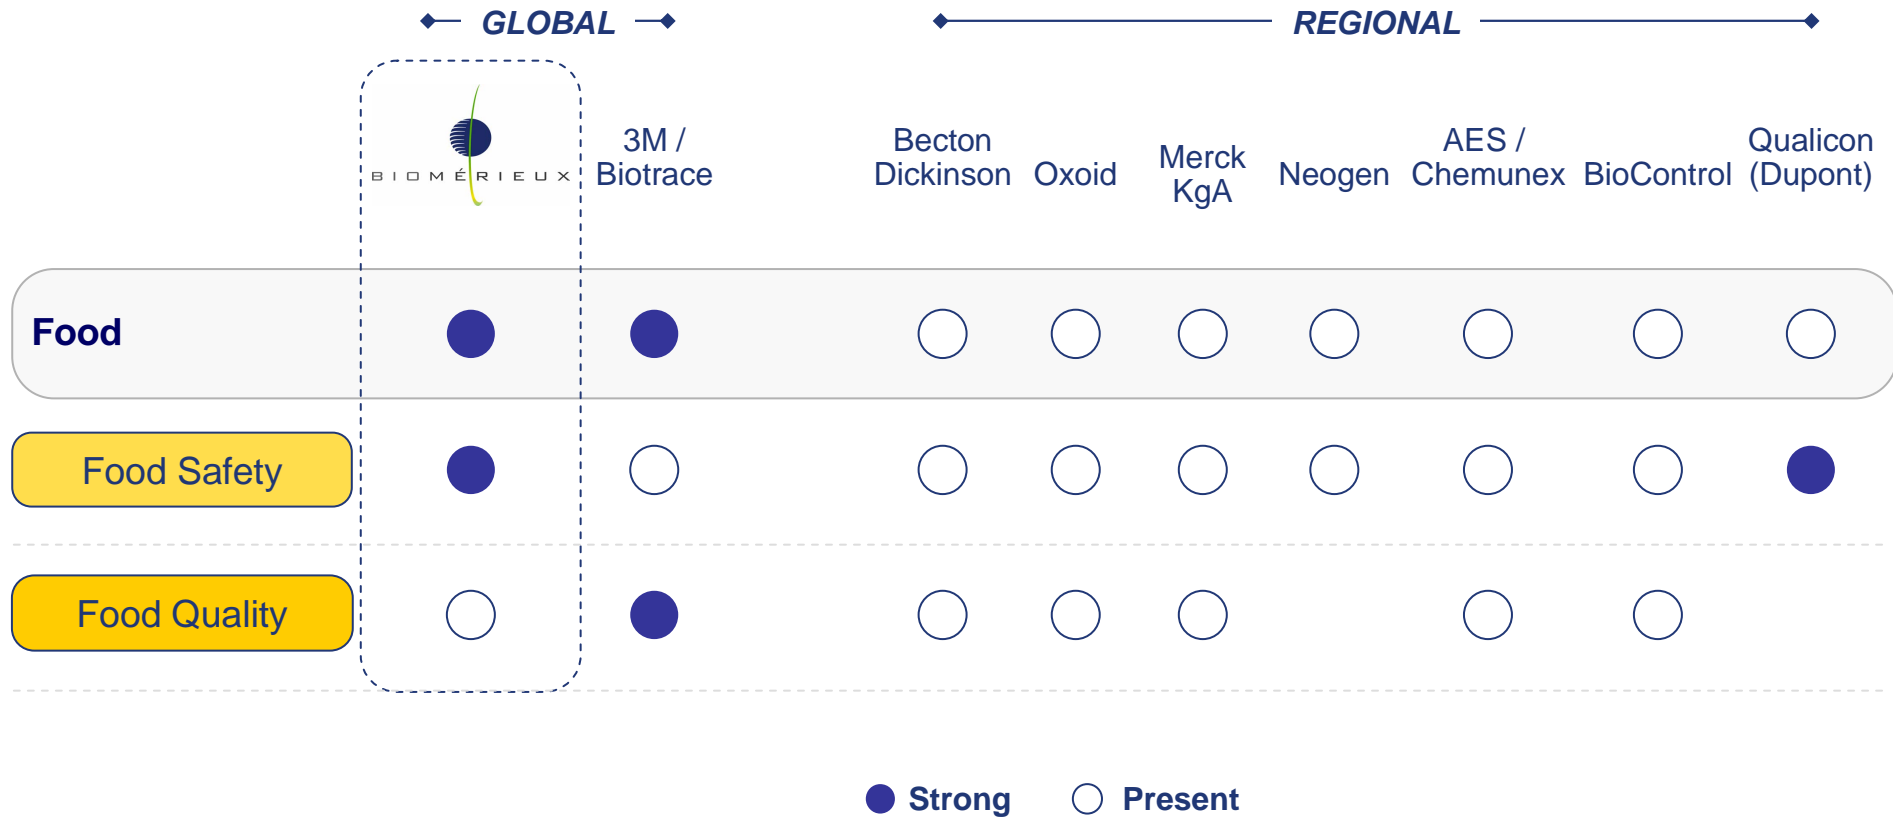 GLOBAL
REGIONAL
BIOMÉRIEUX
3M /
Biotrace
Becton
Dickinson
Oxoid
Merck
KgA
Neogen
AES /
Chemunex
BioControl
Qualicon
(Dupont)
Food
Food Safety
Food Quality
Strong
Present